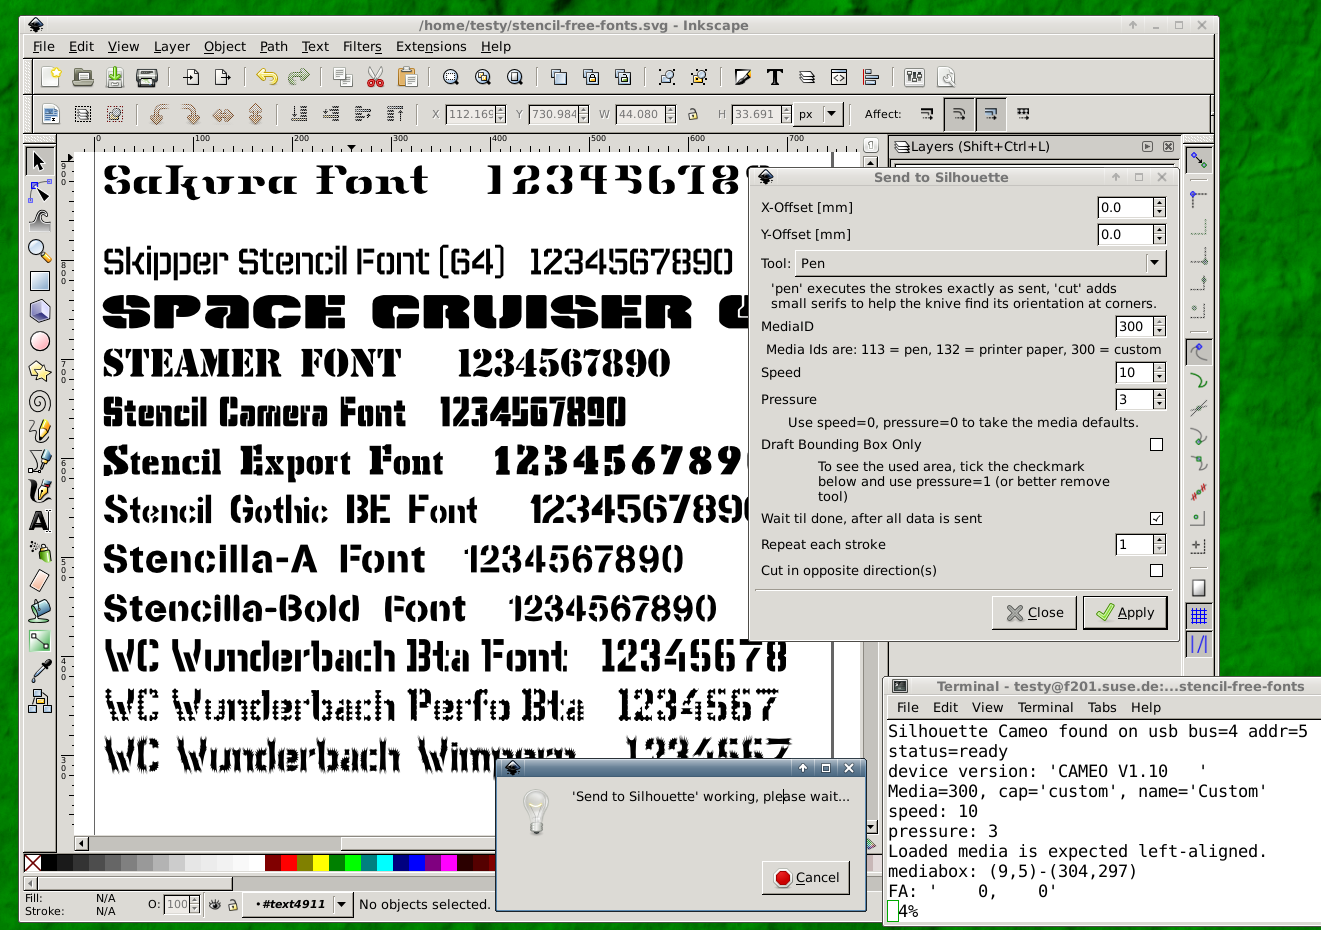 /home/testy/stencil-free-fonts.svg - Inkscape
File Edit View Layer Object Path Text Filters Extensions Help
X 112.169 Y 730.984 W 44.080 H 33.691 px Affect:
0 100 200 300 400 500 600 700
Layers (Shift+Ctrl+L)
Sakura Font 123456789
Skipper Stencil Font (64) 1234567890
SPACE CRUISER
STEAMER FONT 1234567890
Stencil Camera Font 1234567890
Stencil Export Font 123456789
Stencil Gothic BE Font 1234567890
Stencilla-A Font 1234567890
Stencilla-Bold Font 1234567890
WC Wunderbach Bta Font 12345678
WC Wunderbach Perfo Bta 1234567
WC Wunderbach Wimpern 1234567
Send to Silhouette
X-Offset [mm] 0.0
Y-Offset [mm] 0.0
Tool: Pen
'pen' executes the strokes exactly as sent, 'cut' adds
small serifs to help the knive find its orientation at corners.
MediaID 300
Media Ids are: 113 = pen, 132 = printer paper, 300 = custom
Speed 10
Pressure 3
Use speed=0, pressure=0 to take the media defaults.
Draft Bounding Box Only
To see the used area, tick the checkmark
below and use pressure=1 (or better remove
tool)
Wait til done, after all data is sent
Repeat each stroke 1
Cut in opposite direction(s)
Close Apply
'Send to Silhouette' working, please wait...
Cancel
Terminal - testy@f201.suse.de:...stencil-free-fonts
File Edit View Terminal Tabs Help
Silhouette Cameo found on usb bus=4 addr=5
status=ready
device version: 'CAMEO V1.10   '
Media=300, cap='custom', name='Custom'
speed: 10
pressure: 3
Loaded media is expected left-aligned.
mediabox: (9,5)-(304,297)
FA: '    0,    0'
4%
Fill: N/A
Stroke: N/A
O: 100
•#text4911
No objects selected.